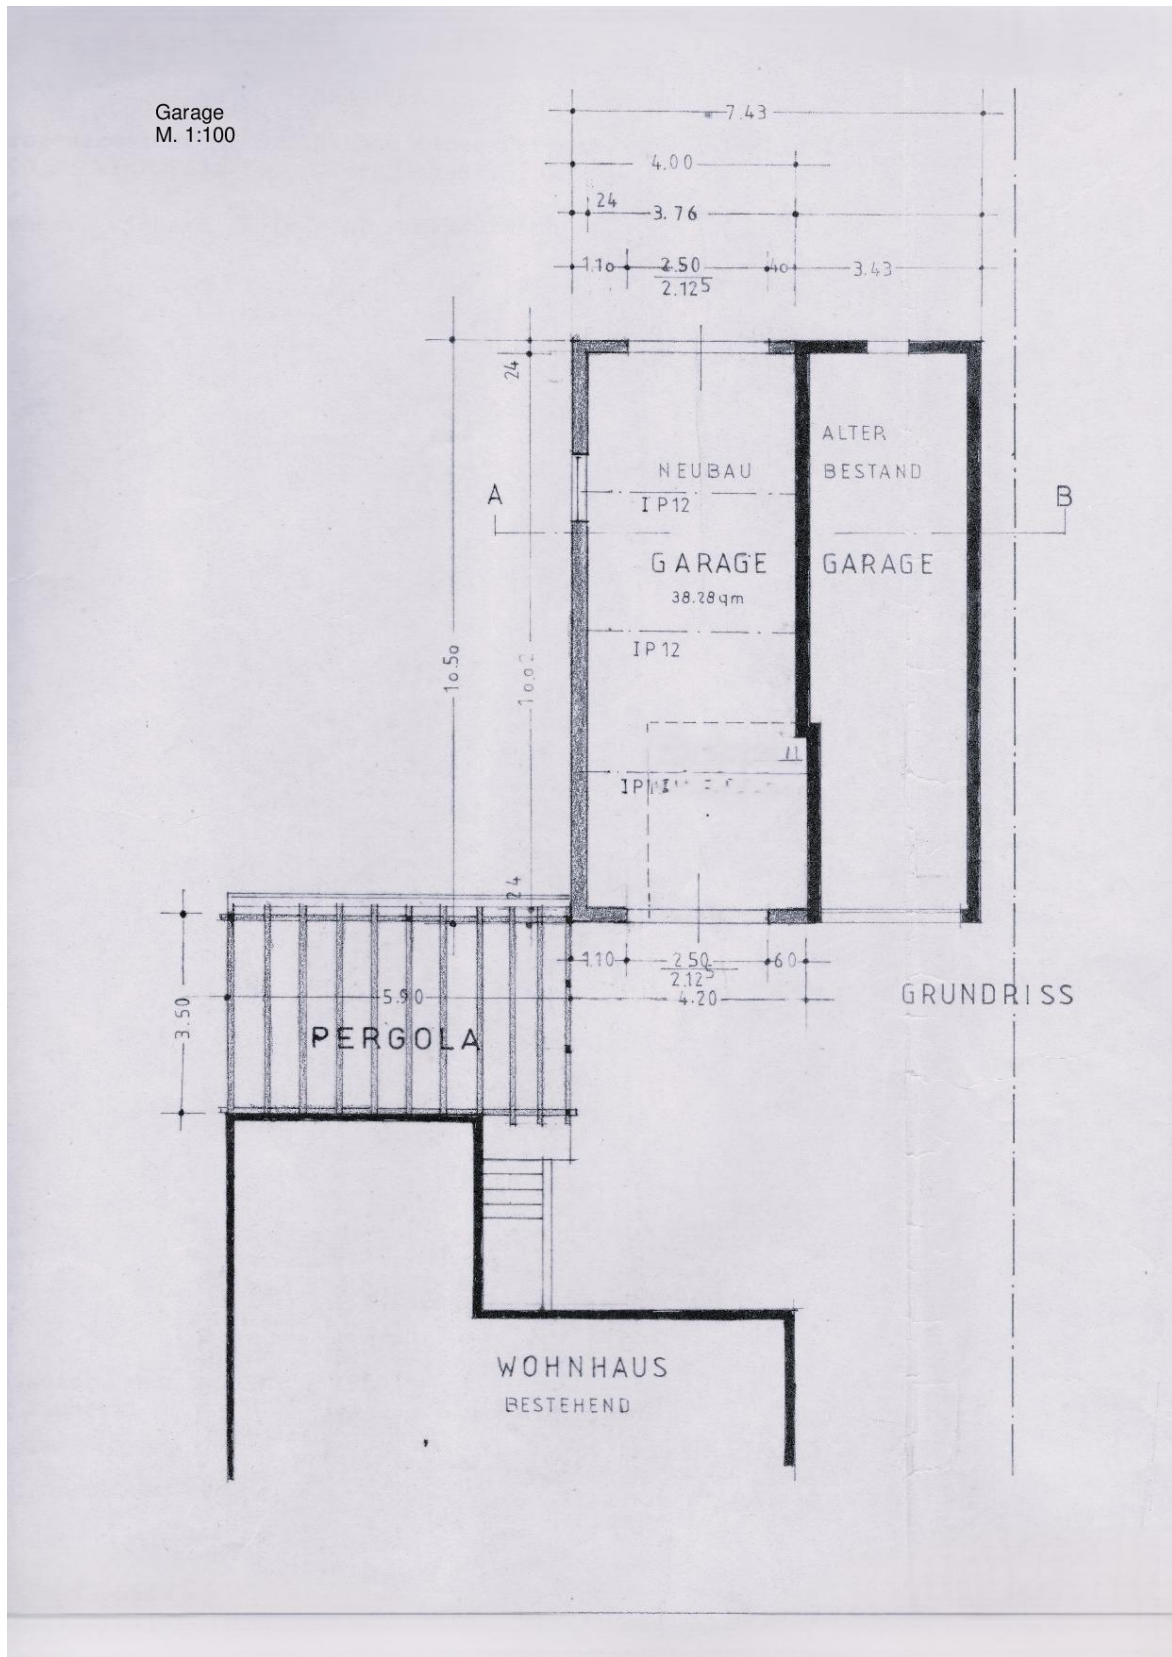 Garage
M. 1:100
7.43
4.00
24
3.76
1.10
2.50
2.12⁵
40
3.43
24
ALTER
BESTAND
NEUBAU
A
B
IP12
GARAGE
GARAGE
38.28qm
IP12
10.50
10.02
11
IP
24
1.10
2.50
2.12⁵
60
4.20
5.90
3.50
PERGOLA
GRUNDRISS
WOHNHAUS
BESTEHEND